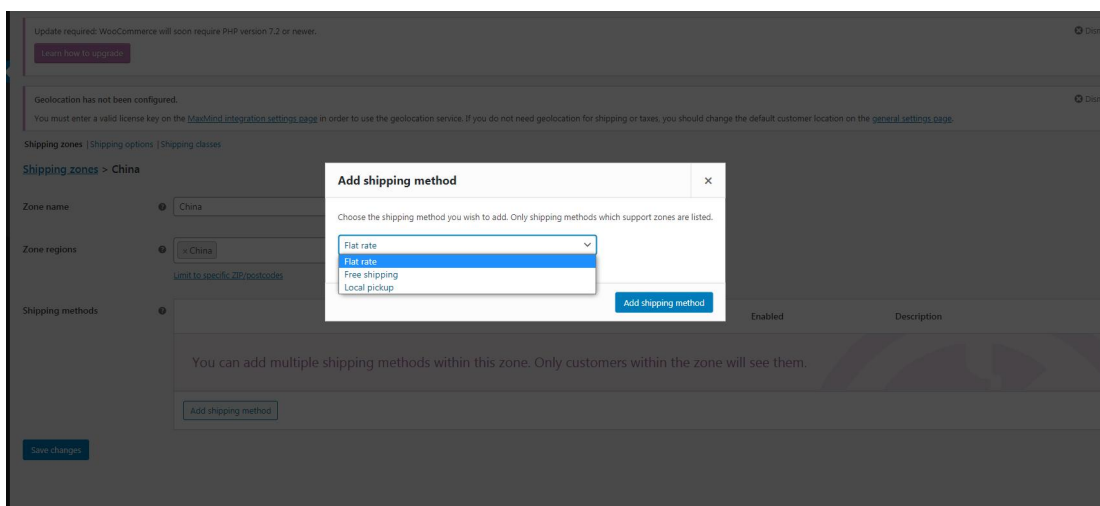 Update required: WooCommerce will soon require PHP version 7.2 or newer.
Learn how to upgrade
Geolocation has not been configured.
You must enter a valid license key on the MaxMind integration settings page in order to use the geolocation service. If you do not need geolocation for shipping or taxes, you should change the default customer location on the general settings page.
Shipping zones | Shipping options | Shipping classes
Shipping zones > China
Add shipping method
Zone name
China
Choose the shipping method you wish to add. Only shipping methods which support zones are listed.
Zone regions
× China
Flat rate
Flat rate
Free shipping
Local pickup
Limit to specific ZIP/postcodes
Add shipping method
Shipping methods
Enabled
Description
You can add multiple shipping methods within this zone. Only customers within the zone will see them.
Add shipping method
Save changes